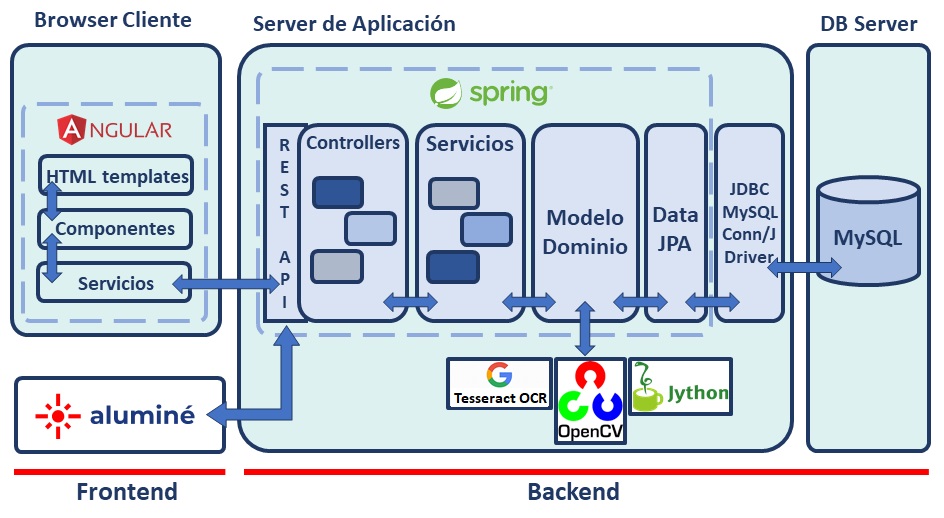 Browser Cliente
Server de Aplicación
DB Server
spring
ANGULAR
HTML templates
Componentes
Servicios
REST API
Controllers
Servicios
Modelo
Dominio
Data
JPA
JDBC
MySQL
Conn/J
Driver
MySQL
aluminé
G
Tesseract OCR
OpenCV
Jython
Frontend
Backend